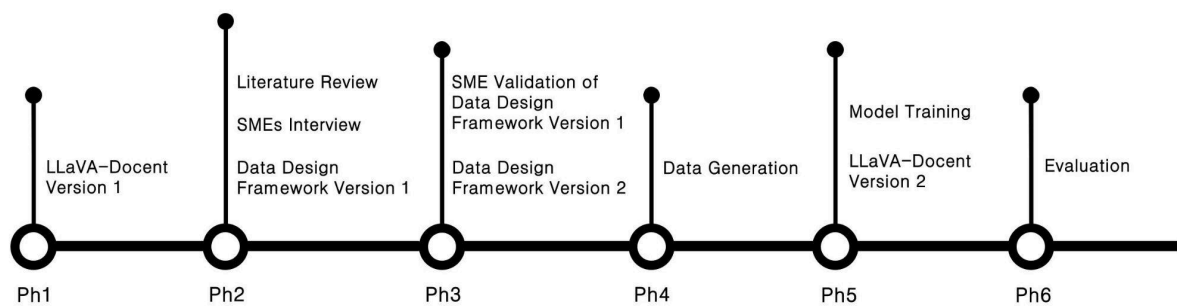 LLaVA-Docent
Version 1
Literature Review
SMEs Interview
Data Design
Framework Version 1
SME Validation of
Data Design
Framework Version 1
Data Design
Framework Version 2
Data Generation
Model Training
LLaVA-Docent
Version 2
Evaluation
Ph1
Ph2
Ph3
Ph4
Ph5
Ph6